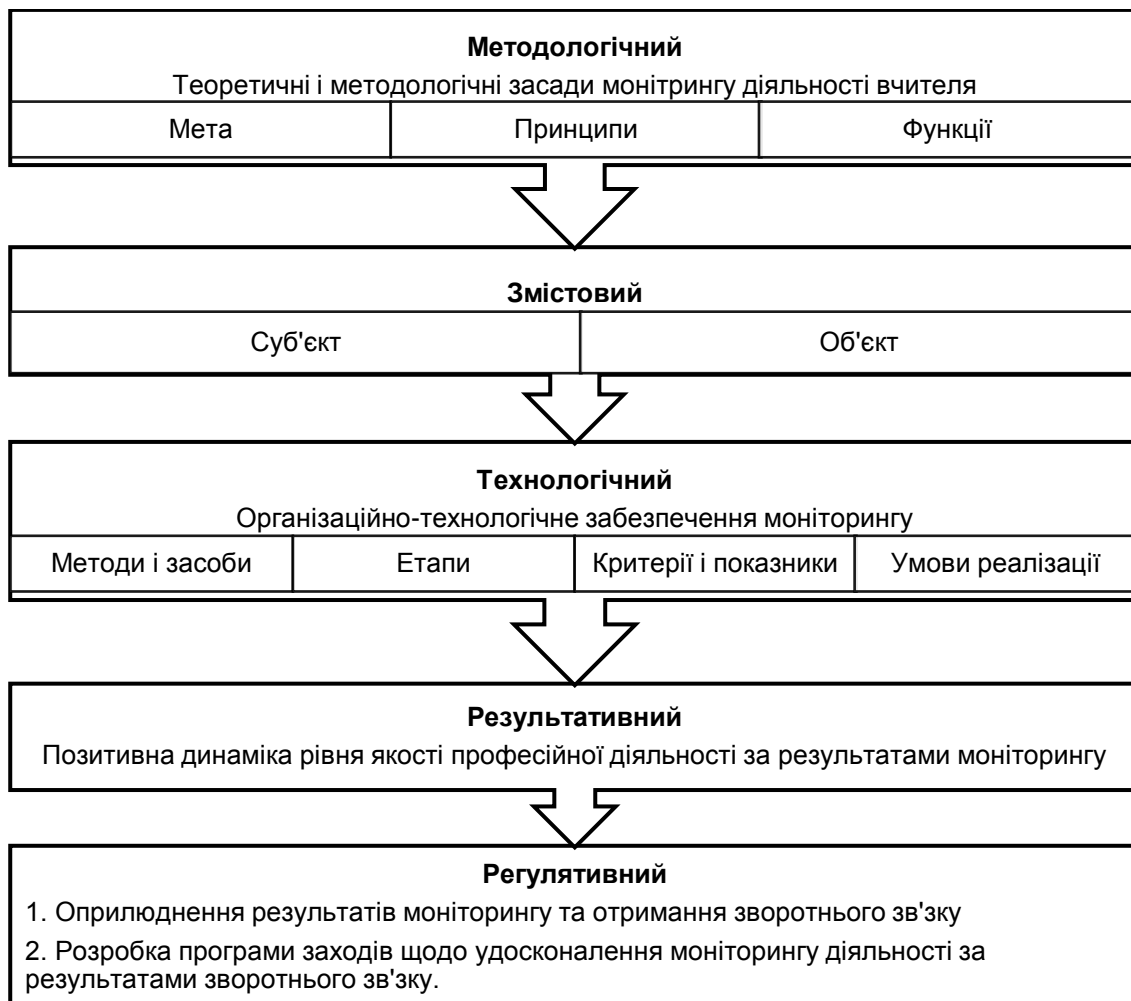 Методологічний
Теоретичні і методологічні засади монітрингу діяльності вчителя
Мета
Принципи
Функції
Змістовий
Суб'єкт
Об'єкт
Технологічний
Організаційно-технологічне забезпечення моніторингу
Методи і засоби
Етапи
Критерії і показники
Умови реалізації
Результативний
Позитивна динаміка рівня якості професійної діяльності за результатами моніторингу
Регулятивний
1. Оприлюднення результатів моніторингу та отримання зворотнього зв'язку
2. Розробка програми заходів щодо удосконалення моніторингу діяльності за
результатами зворотнього зв'язку.